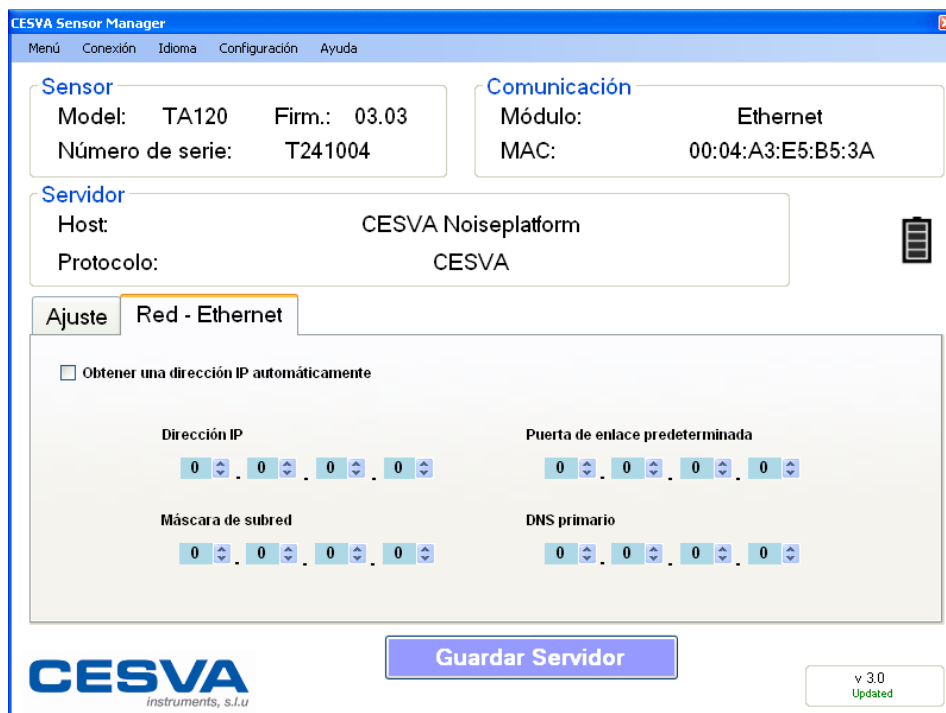 CESVA Sensor Manager
Menú Conexión Idioma Configuración Ayuda
Sensor
Model: TA120 Firm.: 03.03
Número de serie: T241004
Comunicación
Módulo: Ethernet
MAC: 00:04:A3:E5:B5:3A
Servidor
Host: CESVA Noiseplatform
Protocolo: CESVA
Ajuste Red - Ethernet
Obtener una dirección IP automáticamente
Dirección IP
0 . 0 . 0 . 0
Puerta de enlace predeterminada
0 . 0 . 0 . 0
Máscara de subred
0 . 0 . 0 . 0
DNS primario
0 . 0 . 0 . 0
Guardar Servidor
CESVA
instruments, s.l.u
v 3.0
Updated